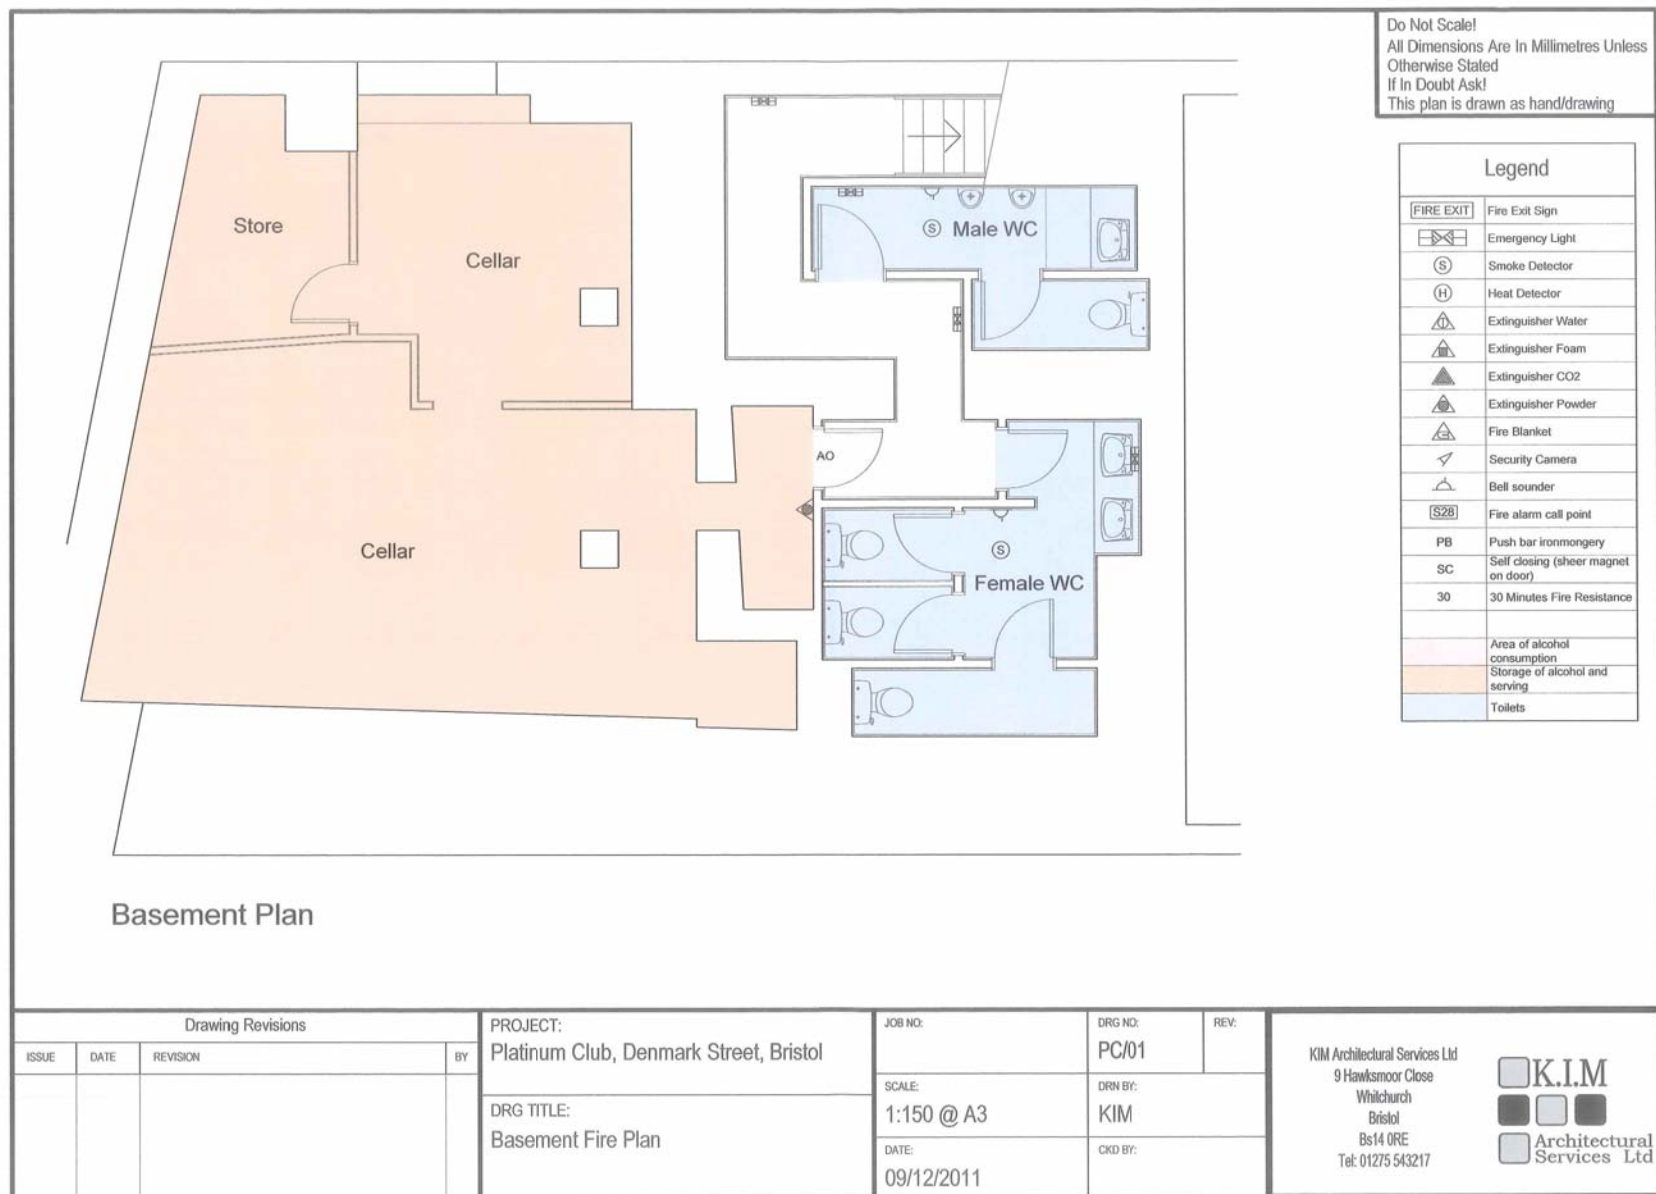 Do Not Scale!
All Dimensions Are In Millimetres Unless
Otherwise Stated
If In Doubt Ask!
This plan is drawn as hand/drawing
Legend
FIRE EXIT Fire Exit Sign
Emergency Light
S Smoke Detector
H Heat Detector
Extinguisher Water
Extinguisher Foam
Extinguisher CO2
Extinguisher Powder
Fire Blanket
Security Camera
Bell sounder
S28 Fire alarm call point
PB Push bar ironmongery
SC Self closing (sheer magnet
on door)
30 30 Minutes Fire Resistance
Area of alcohol
consumption
Storage of alcohol and
serving
Toilets
Store
Cellar
S Male WC
AO
Cellar
S
Female WC
Basement Plan
Drawing Revisions
ISSUE DATE REVISION BY
PROJECT:
Platinum Club, Denmark Street, Bristol
DRG TITLE:
Basement Fire Plan
JOB NO:
DRG NO:
PC/01
REV:
SCALE:
1:150 @ A3
DRN BY:
KIM
DATE:
09/12/2011
CKD BY:
KIM Architectural Services Ltd
9 Hawksmoor Close
Whitchurch
Bristol
Bs14 0RE
Tel: 01275 543217
K.I.M
Architectural
Services Ltd